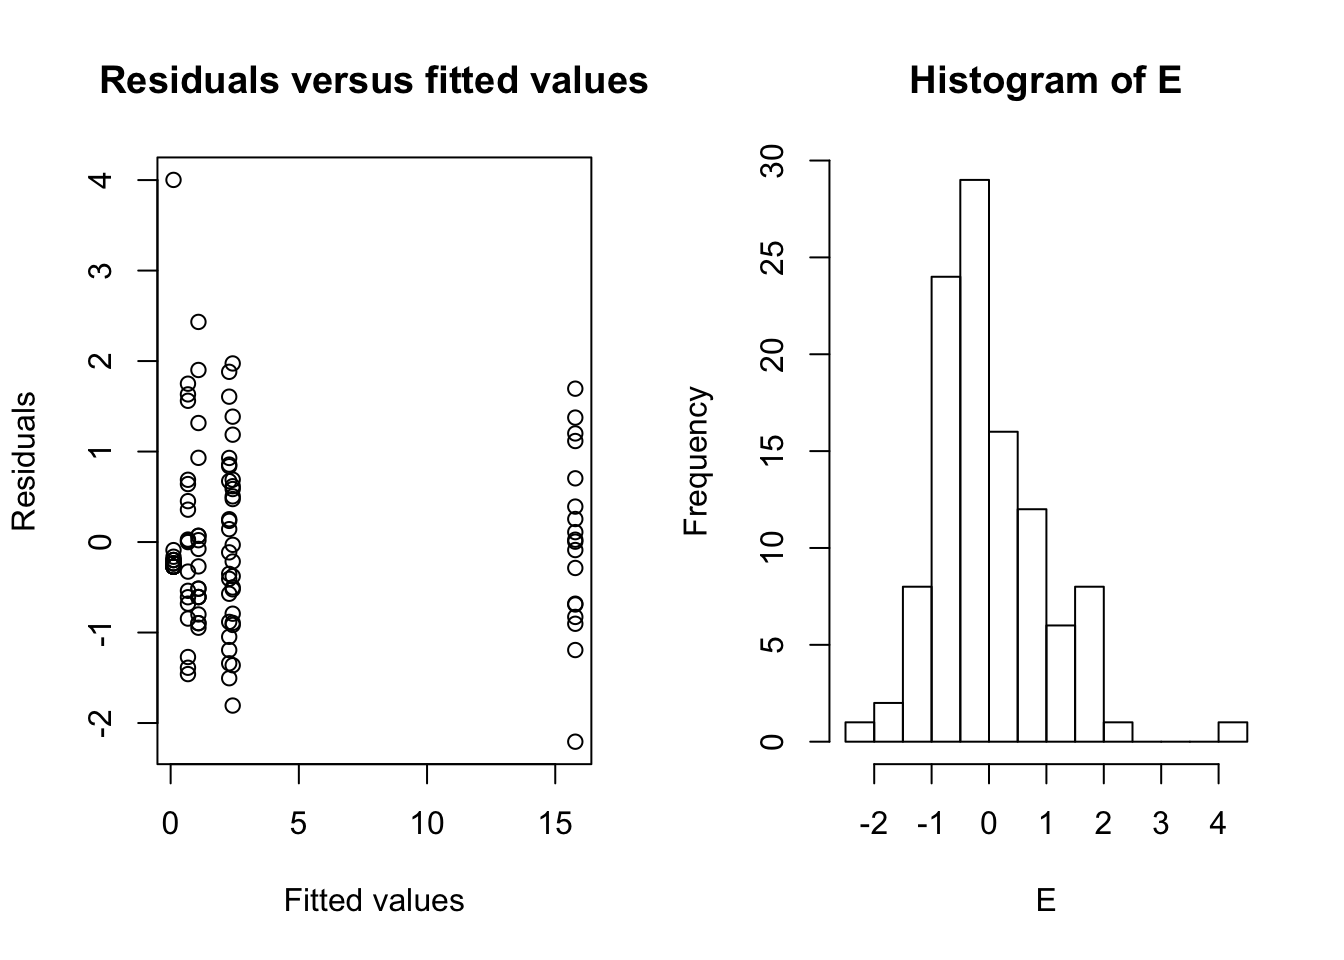 Residuals versus fitted values
4
3
2
1
0
-1
-2
Residuals
0 5 10 15
Fitted values
Histogram of E
30
25
20
15
10
5
0
Frequency
-2 -1 0 1 2 3 4
E